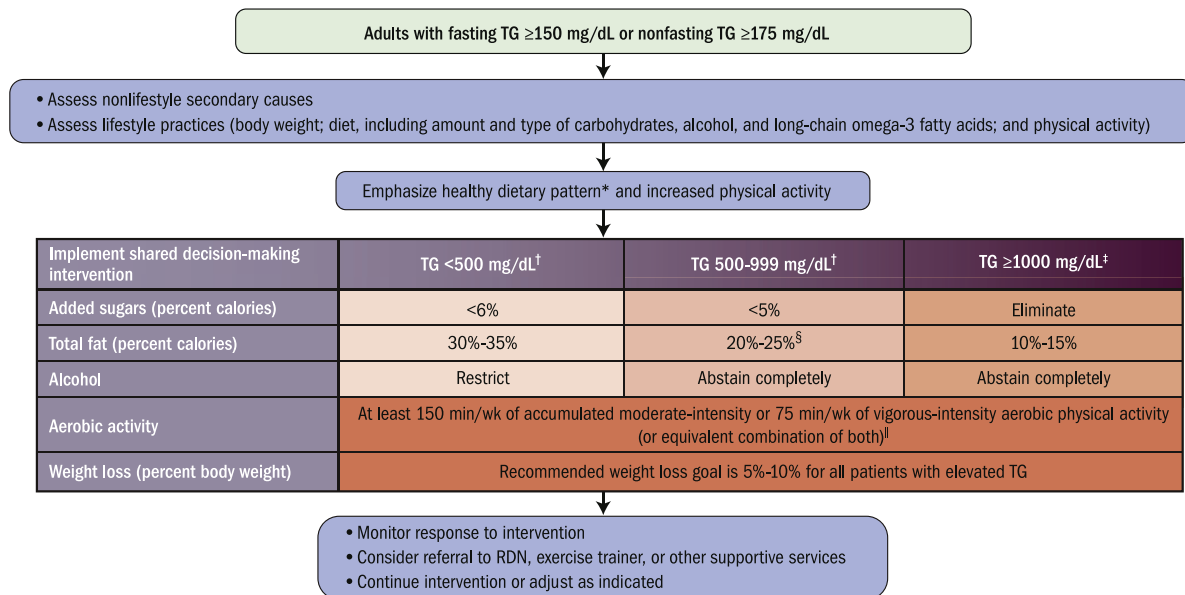 Adults with fasting TG ≥150 mg/dL or nonfasting TG ≥175 mg/dL
• Assess nonlifestyle secondary causes
• Assess lifestyle practices (body weight; diet, including amount and type of carbohydrates, alcohol, and long-chain omega-3 fatty acids; and physical activity)
Emphasize healthy dietary pattern* and increased physical activity
Implement shared decision-making
intervention
TG <500 mg/dL†
TG 500-999 mg/dL†
TG ≥1000 mg/dL‡
Added sugars (percent calories)
<6%
<5%
Eliminate
Total fat (percent calories)
30%-35%
20%-25%§
10%-15%
Alcohol
Restrict
Abstain completely
Abstain completely
Aerobic activity
At least 150 min/wk of accumulated moderate-intensity or 75 min/wk of vigorous-intensity aerobic physical activity
(or equivalent combination of both)‖
Weight loss (percent body weight)
Recommended weight loss goal is 5%-10% for all patients with elevated TG
• Monitor response to intervention
• Consider referral to RDN, exercise trainer, or other supportive services
• Continue intervention or adjust as indicated